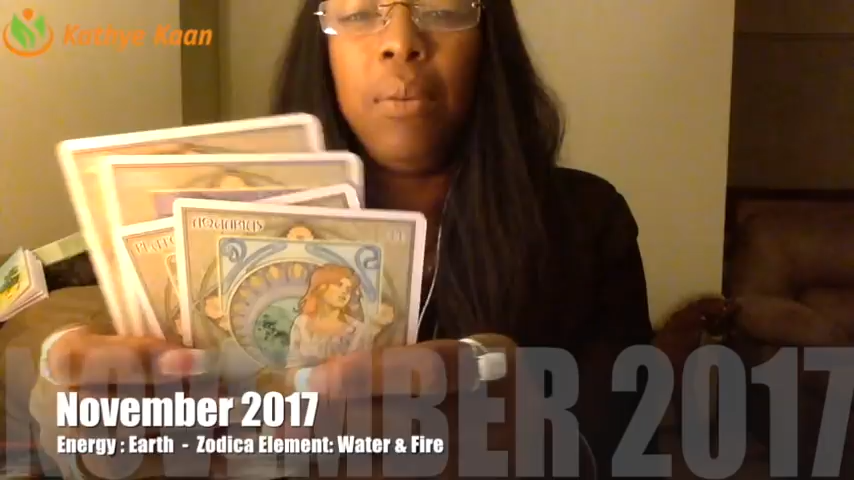 Kathye Kaan
AQUARIUS
NOVEMBER 2017
November 2017
Energy : Earth - Zodica Element: Water & Fire